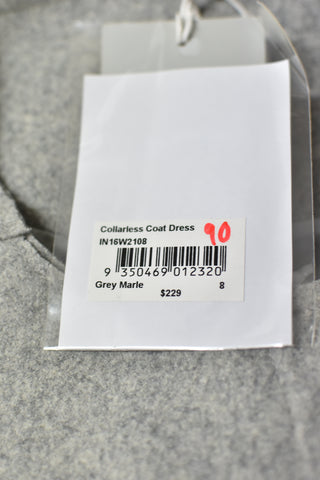 Collarless Coat Dress 90
IN16W2108
9 350469 012320
Grey Marle 8
$229